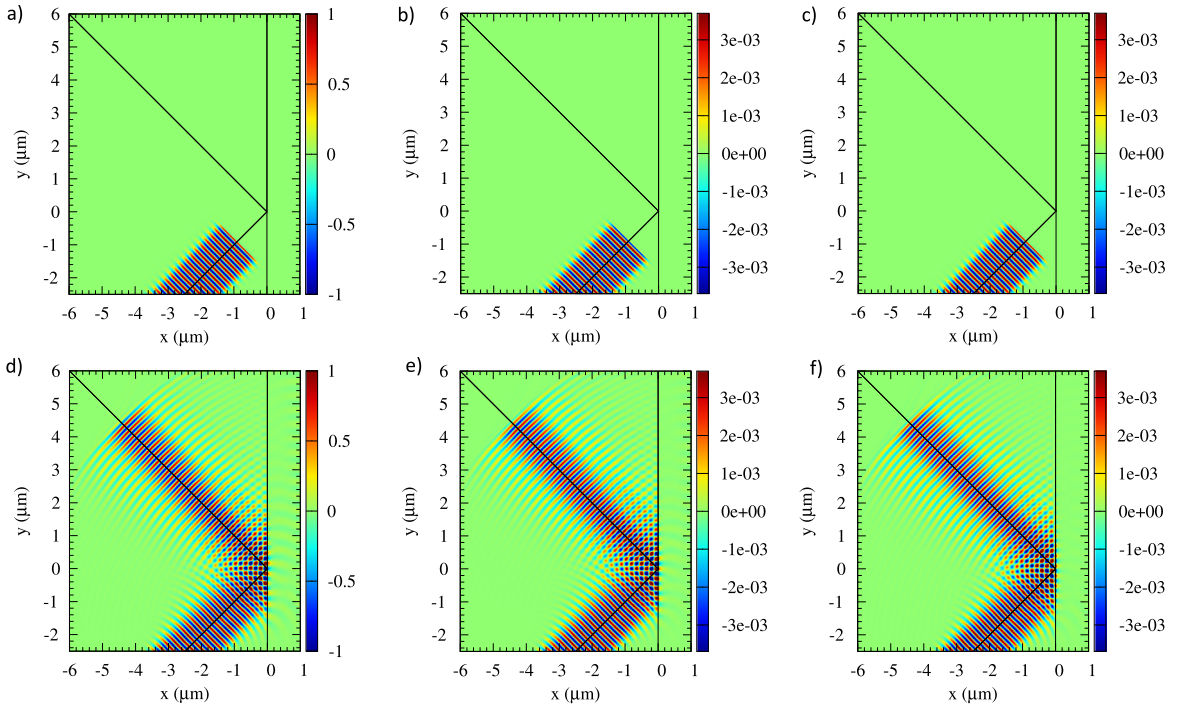 a)
6
5
4
3
2
1
0
-1
-2
y (μm)
-6 -5 -4 -3 -2 -1 0 1
x (μm)
1
0.5
0
-0.5
-1
b)
6
5
4
3
2
1
0
-1
-2
y (μm)
-6 -5 -4 -3 -2 -1 0 1
x (μm)
3e-03
2e-03
1e-03
0e+00
-1e-03
-2e-03
-3e-03
c)
6
5
4
3
2
1
0
-1
-2
y (μm)
-6 -5 -4 -3 -2 -1 0 1
x (μm)
3e-03
2e-03
1e-03
0e+00
-1e-03
-2e-03
-3e-03
d)
6
5
4
3
2
1
0
-1
-2
y (μm)
-6 -5 -4 -3 -2 -1 0 1
x (μm)
1
0.5
0
-0.5
-1
e)
6
5
4
3
2
1
0
-1
-2
y (μm)
-6 -5 -4 -3 -2 -1 0 1
x (μm)
3e-03
2e-03
1e-03
0e+00
-1e-03
-2e-03
-3e-03
f)
6
5
4
3
2
1
0
-1
-2
y (μm)
-6 -5 -4 -3 -2 -1 0 1
x (μm)
3e-03
2e-03
1e-03
0e+00
-1e-03
-2e-03
-3e-03